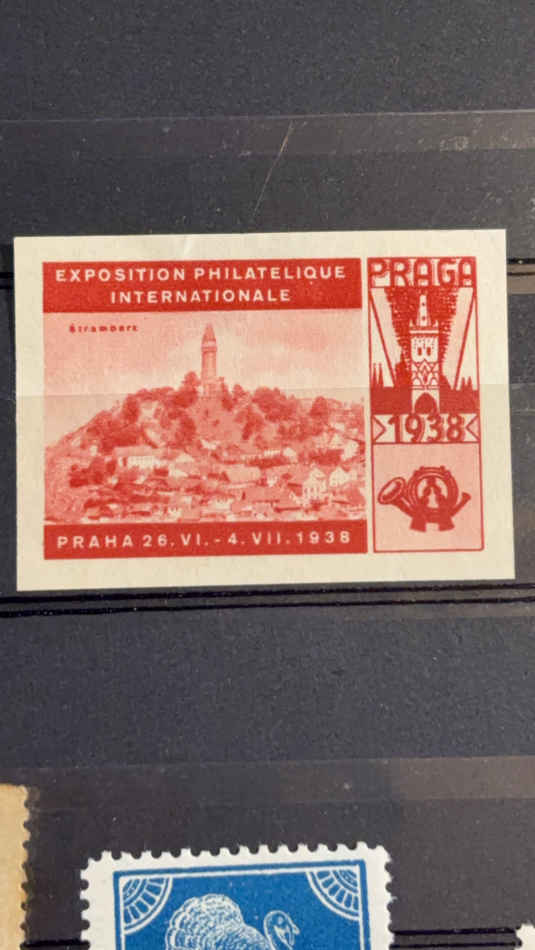 EXPOSITION PHILATELIQUE
INTERNATIONALE
Štramberk
PRAHA 26. VI. - 4. VII. 1938
PRAGA
1938